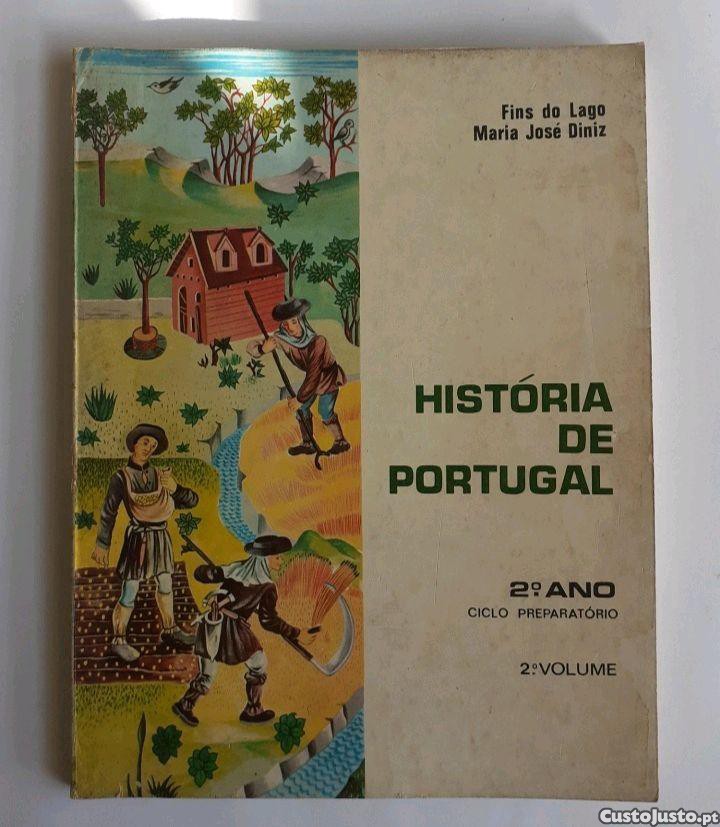 Fins do Lago
Maria José Diniz
HISTÓRIA
DE
PORTUGAL
2º ANO
CICLO PREPARATÓRIO
2º VOLUME
CustoJusto.pt